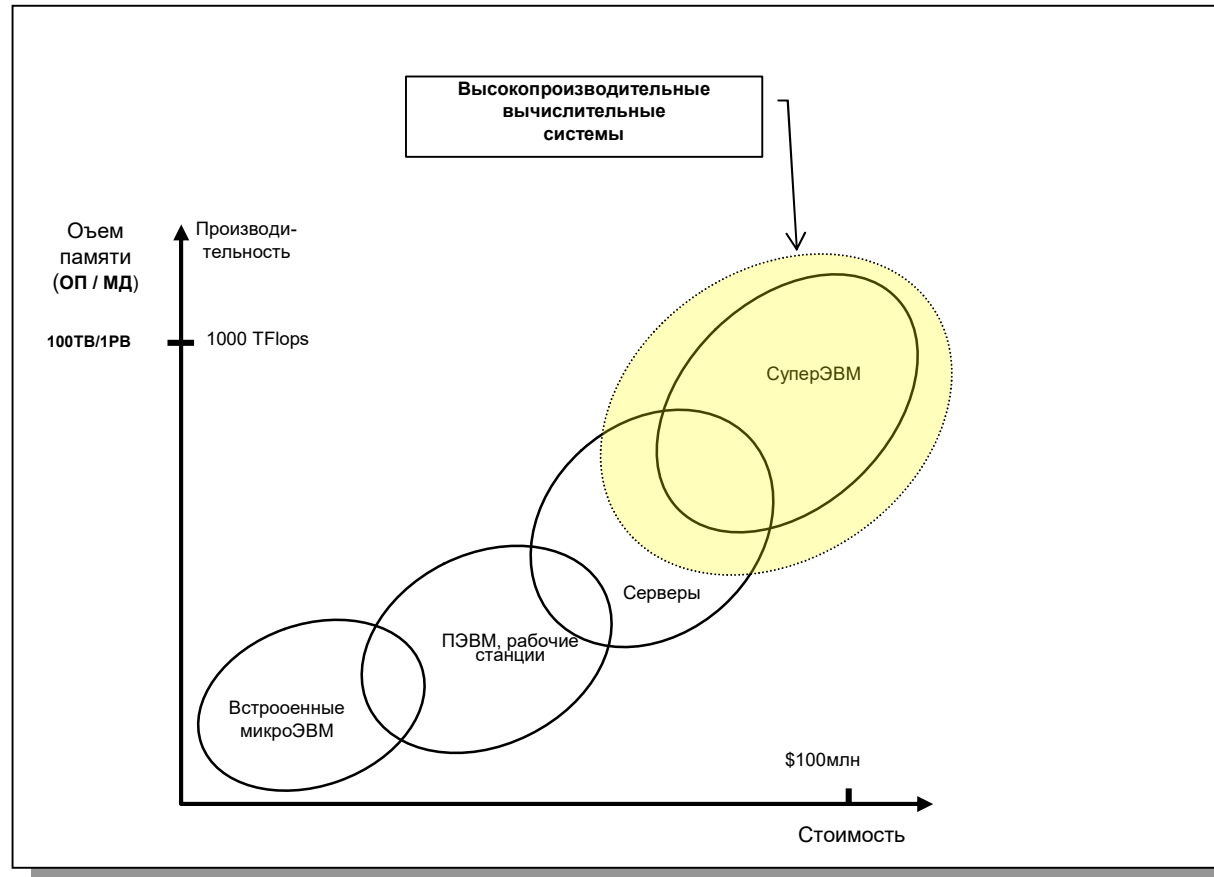 Высокопроизводительные
вычислительные
системы
Оъем
памяти
(ОП / МД)
Производи-
тельность
100TB/1PB
1000 TFlops
СуперЭВМ
Серверы
ПЭВМ, рабочие
станции
Встрооенные
микроЭВМ
$100млн
Стоимость